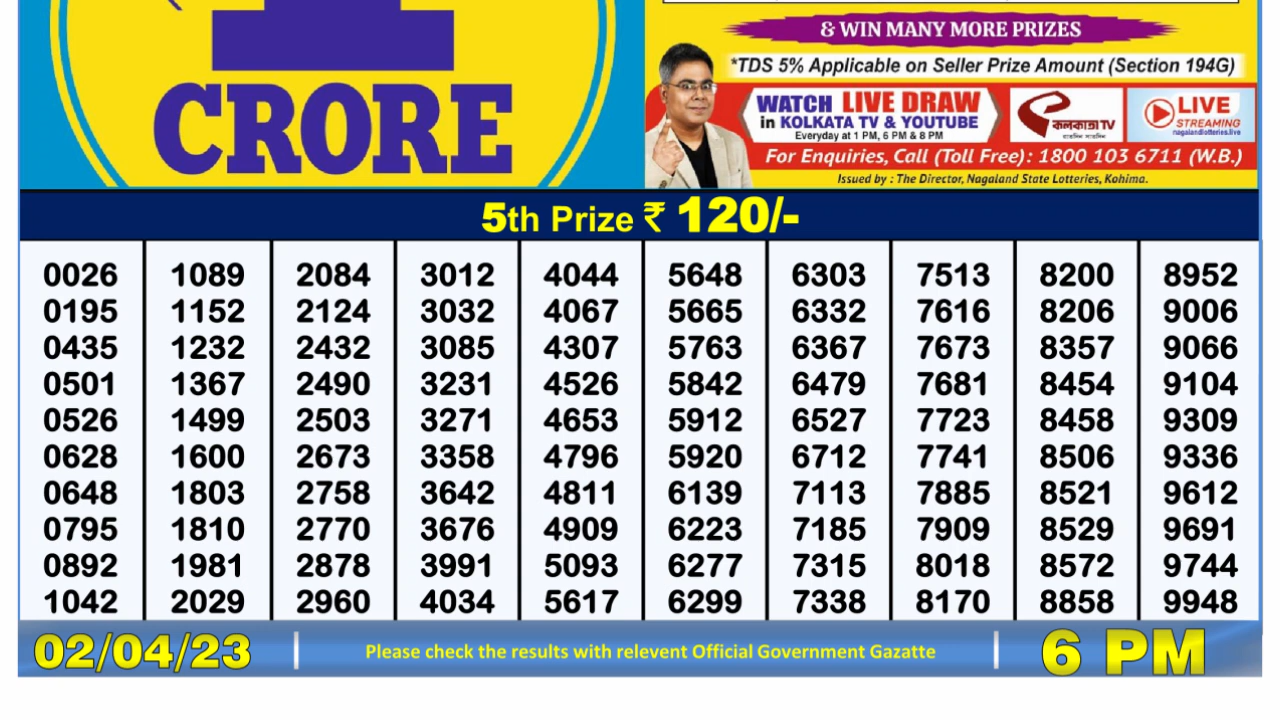 CRORE
& WIN MANY MORE PRIZES
*TDS 5% Applicable on Seller Prize Amount (Section 194G)
WATCH LIVE DRAW
in KOLKATA TV & YOUTUBE
Everyday at 1 PM, 6 PM & 8 PM
কলকাতা TV
LIVE
STREAMING
nagalandlotteries.live
For Enquiries, Call (Toll Free): 1800 103 6711 (W.B.)
Issued by : The Director, Nagaland State Lotteries, Kohima.
5th Prize ₹ 120/-
0026 1089 2084 3012 4044 5648 6303 7513 8200 8952
0195 1152 2124 3032 4067 5665 6332 7616 8206 9006
0435 1232 2432 3085 4307 5763 6367 7673 8357 9066
0501 1367 2490 3231 4526 5842 6479 7681 8454 9104
0526 1499 2503 3271 4653 5912 6527 7723 8458 9309
0628 1600 2673 3358 4796 5920 6712 7741 8506 9336
0648 1803 2758 3642 4811 6139 7113 7885 8521 9612
0795 1810 2770 3676 4909 6223 7185 7909 8529 9691
0892 1981 2878 3991 5093 6277 7315 8018 8572 9744
1042 2029 2960 4034 5617 6299 7338 8170 8858 9948
02/04/23
Please check the results with relevent Official Government Gazatte
6 PM